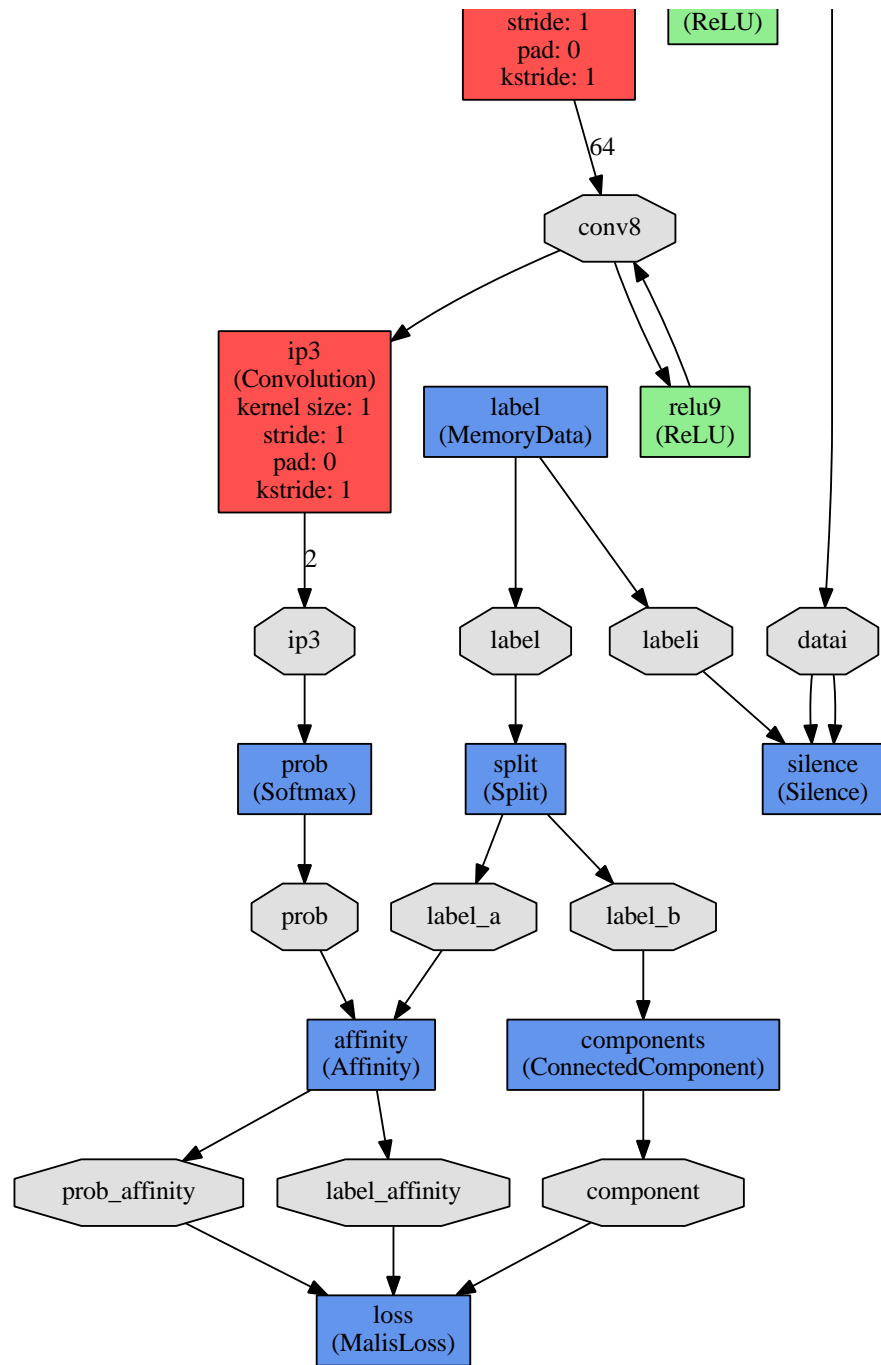 stride: 1
pad: 0
kstride: 1
(ReLU)
64
conv8
ip3
(Convolution)
kernel size: 1
stride: 1
pad: 0
kstride: 1
label
(MemoryData)
relu9
(ReLU)
2
ip3
label
labeli
datai
prob
(Softmax)
split
(Split)
silence
(Silence)
prob
label_a
label_b
affinity
(Affinity)
components
(ConnectedComponent)
prob_affinity
label_affinity
component
loss
(MalisLoss)